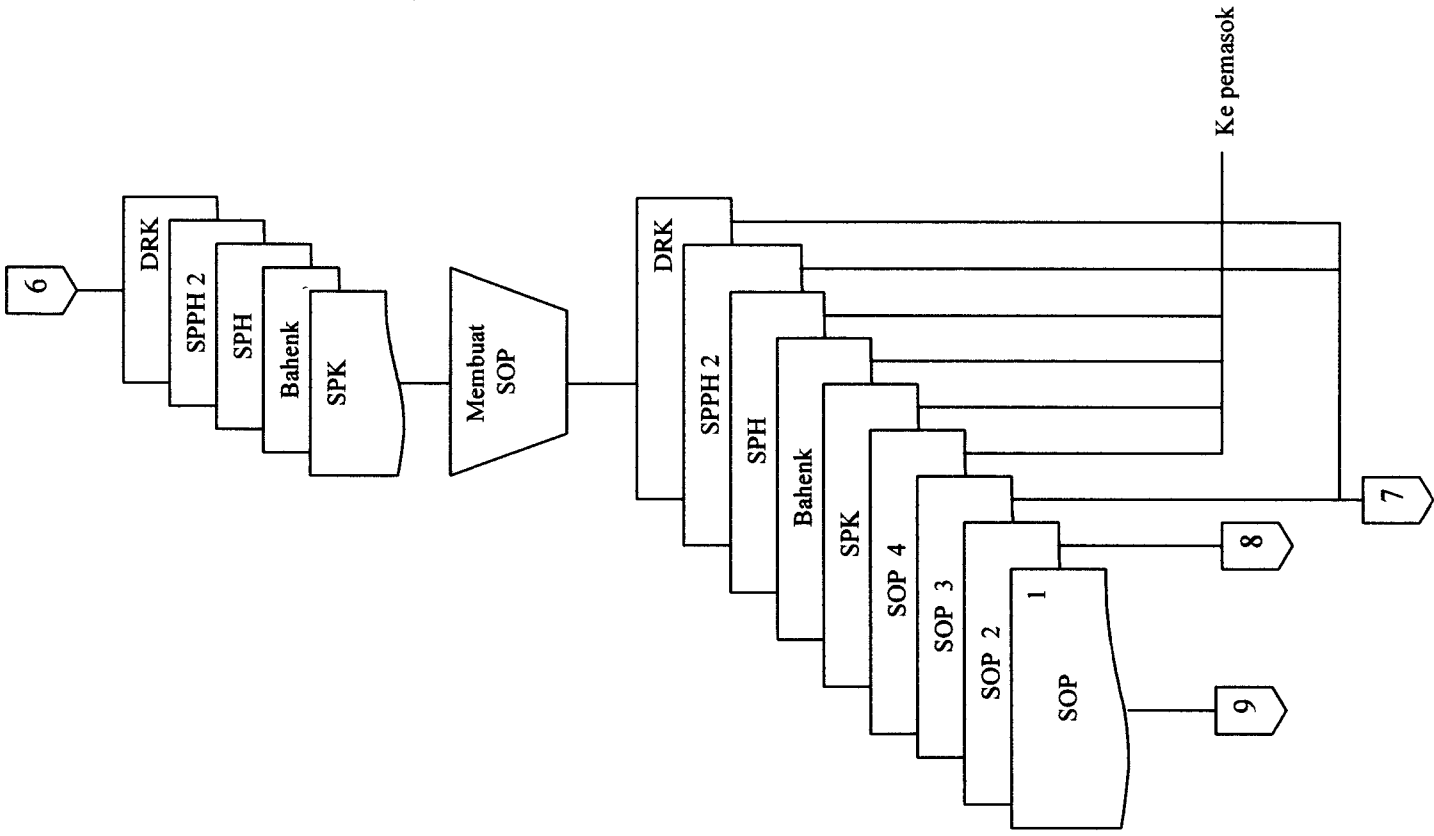 6
DRK
SPPH 2
SPH
Bahenk
SPK
Membuat
SOP
DRK
SPPH 2
SPH
Bahenk
SPK
SOP 4
SOP 3
SOP 2
1
SOP
Ke pemasok
7
8
9